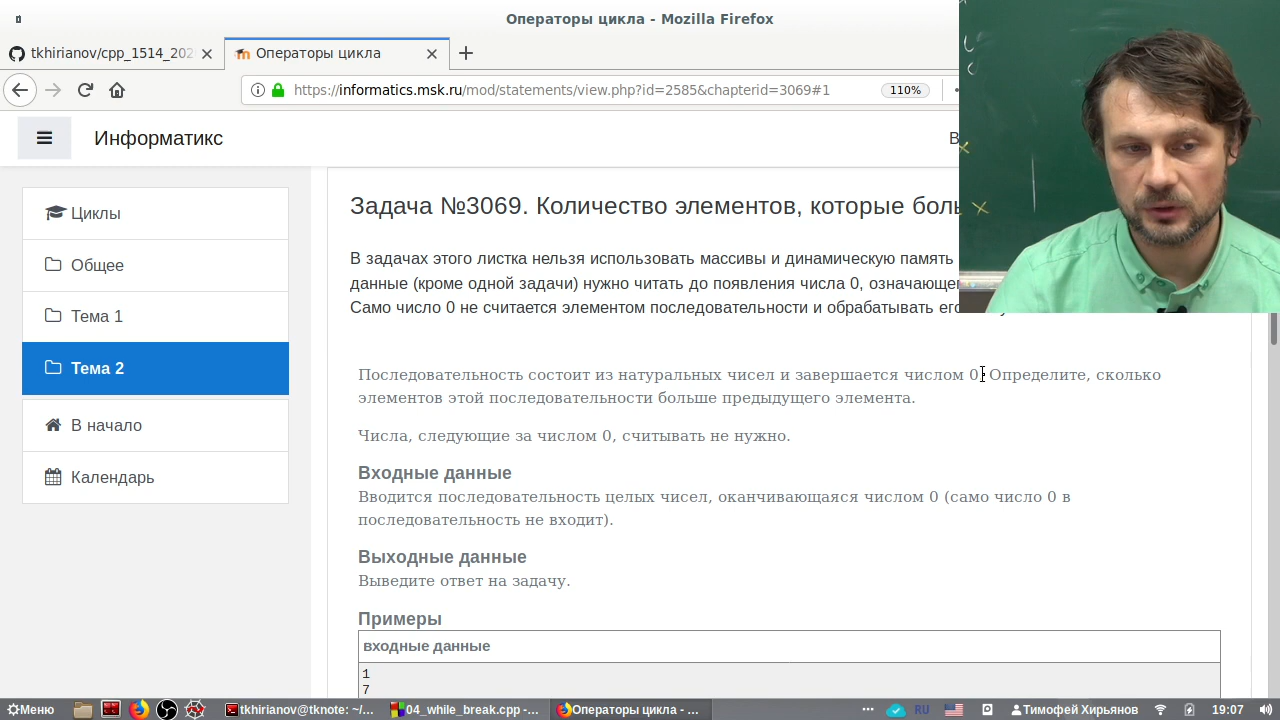 Операторы цикла - Mozilla Firefox
tkhirianov/cpp_1514_202
Операторы цикла
https://informatics.msk.ru/mod/statements/view.php?id=2585&chapterid=3069#1
110%
Информатикс
В
Циклы
Общее
Тема 1
Тема 2
В начало
Календарь
Задача №3069. Количество элементов, которые
В задачах этого листка нельзя использовать массивы и динамическую память
данные (кроме одной задачи) нужно читать до появления числа 0,
Само число 0 не считается элементом последовательности и обрабатывать
Последовательность состоит из натуральных чисел и завершается числом 0. Определите, сколько
элементов этой последовательности больше предыдущего элемента.
Числа, следующие за числом 0, считывать не нужно.
Входные данные
Вводится последовательность целых чисел, оканчивающаяся числом 0 (само число 0 в
последовательность не входит).
Выходные данные
Выведите ответ на задачу.
Примеры
входные данные
1
7
Меню
tkhirianov@tknote: ~/...
04_while_break.cpp -...
Операторы цикла - ...
RU
Тимофей Хирьянов
19:07